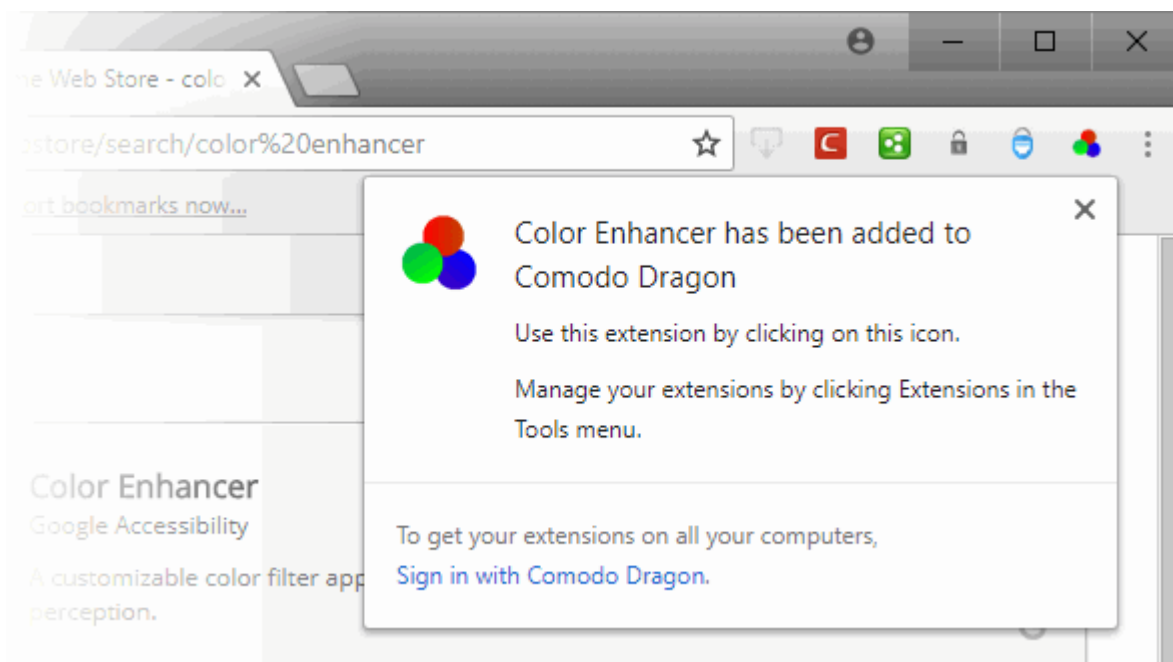 ne Web Store - colo
store/search/color%20enhancer
ort bookmarks now...
Color Enhancer has been added to
Comodo Dragon
Use this extension by clicking on this icon.
Manage your extensions by clicking Extensions in the
Tools menu.
To get your extensions on all your computers,
Sign in with Comodo Dragon.
Color Enhancer
Google Accessibility
A customizable color filter app
perception.